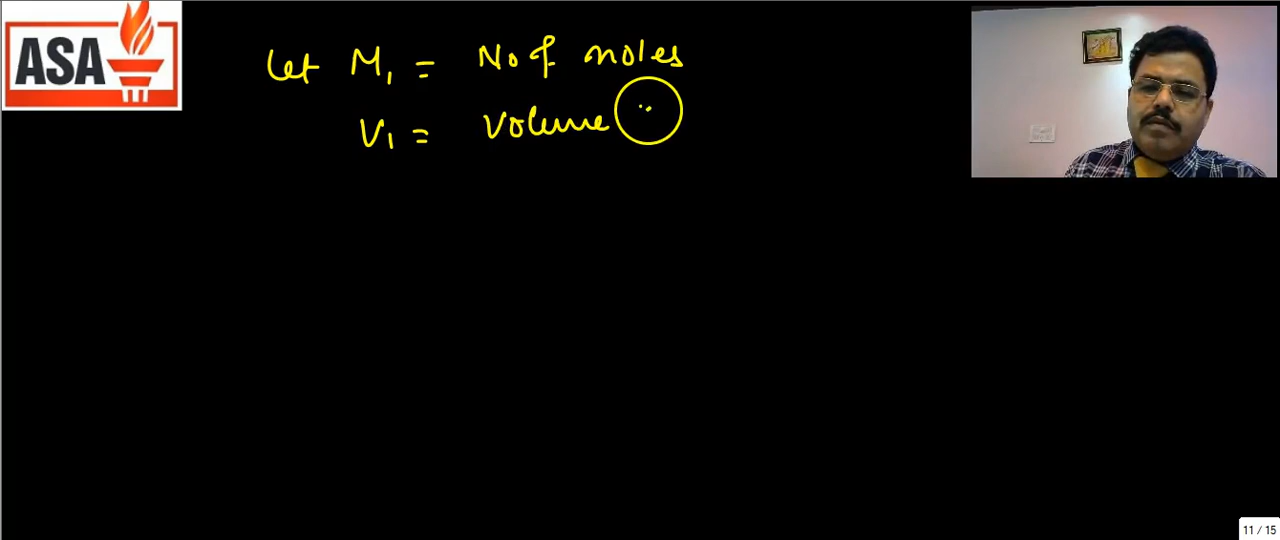 ASA
Let M1 = No of moles
V1 = Volume
11 / 15